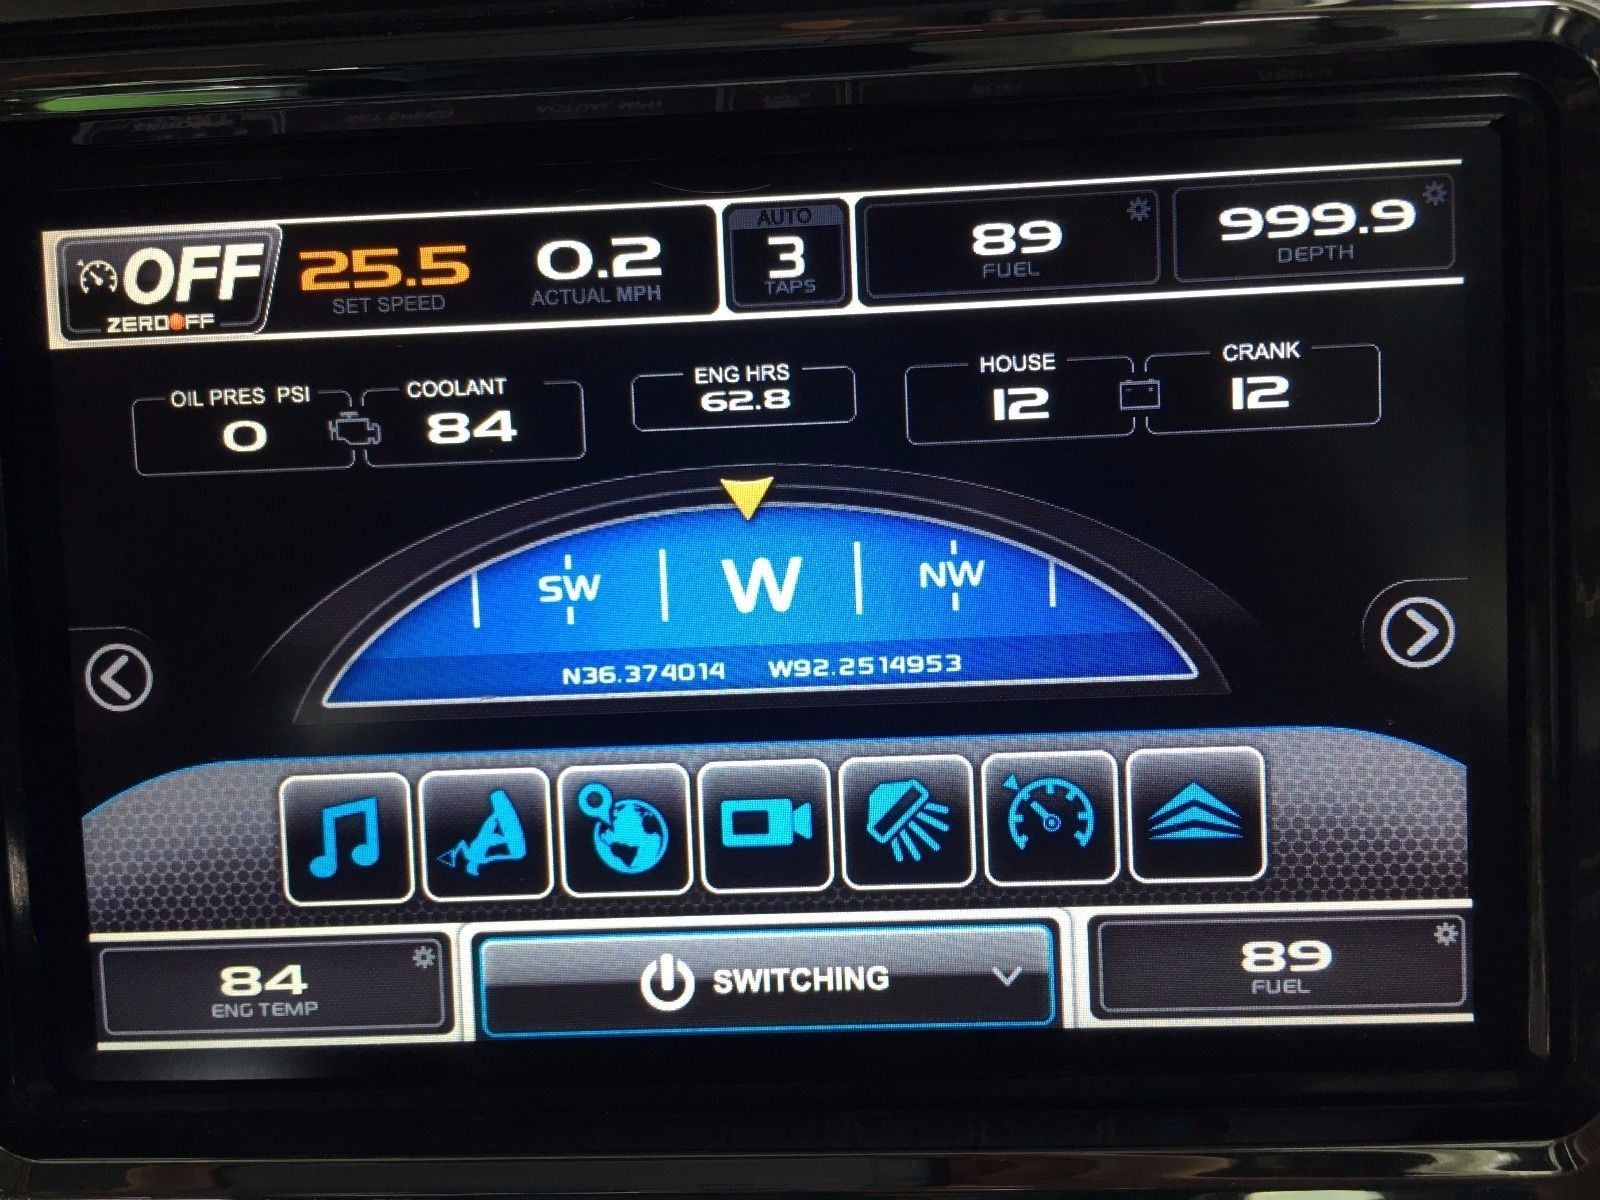 OFF
ZEROOFF
25.5
SET SPEED
0.2
ACTUAL MPH
AUTO
3
TAPS
89
FUEL
999.9
DEPTH
OIL PRES PSI
0
COOLANT
84
ENG HRS
62.8
HOUSE
12
CRANK
12
SW W NW
N36.374014 W92.2514953
84
ENG TEMP
SWITCHING
89
FUEL